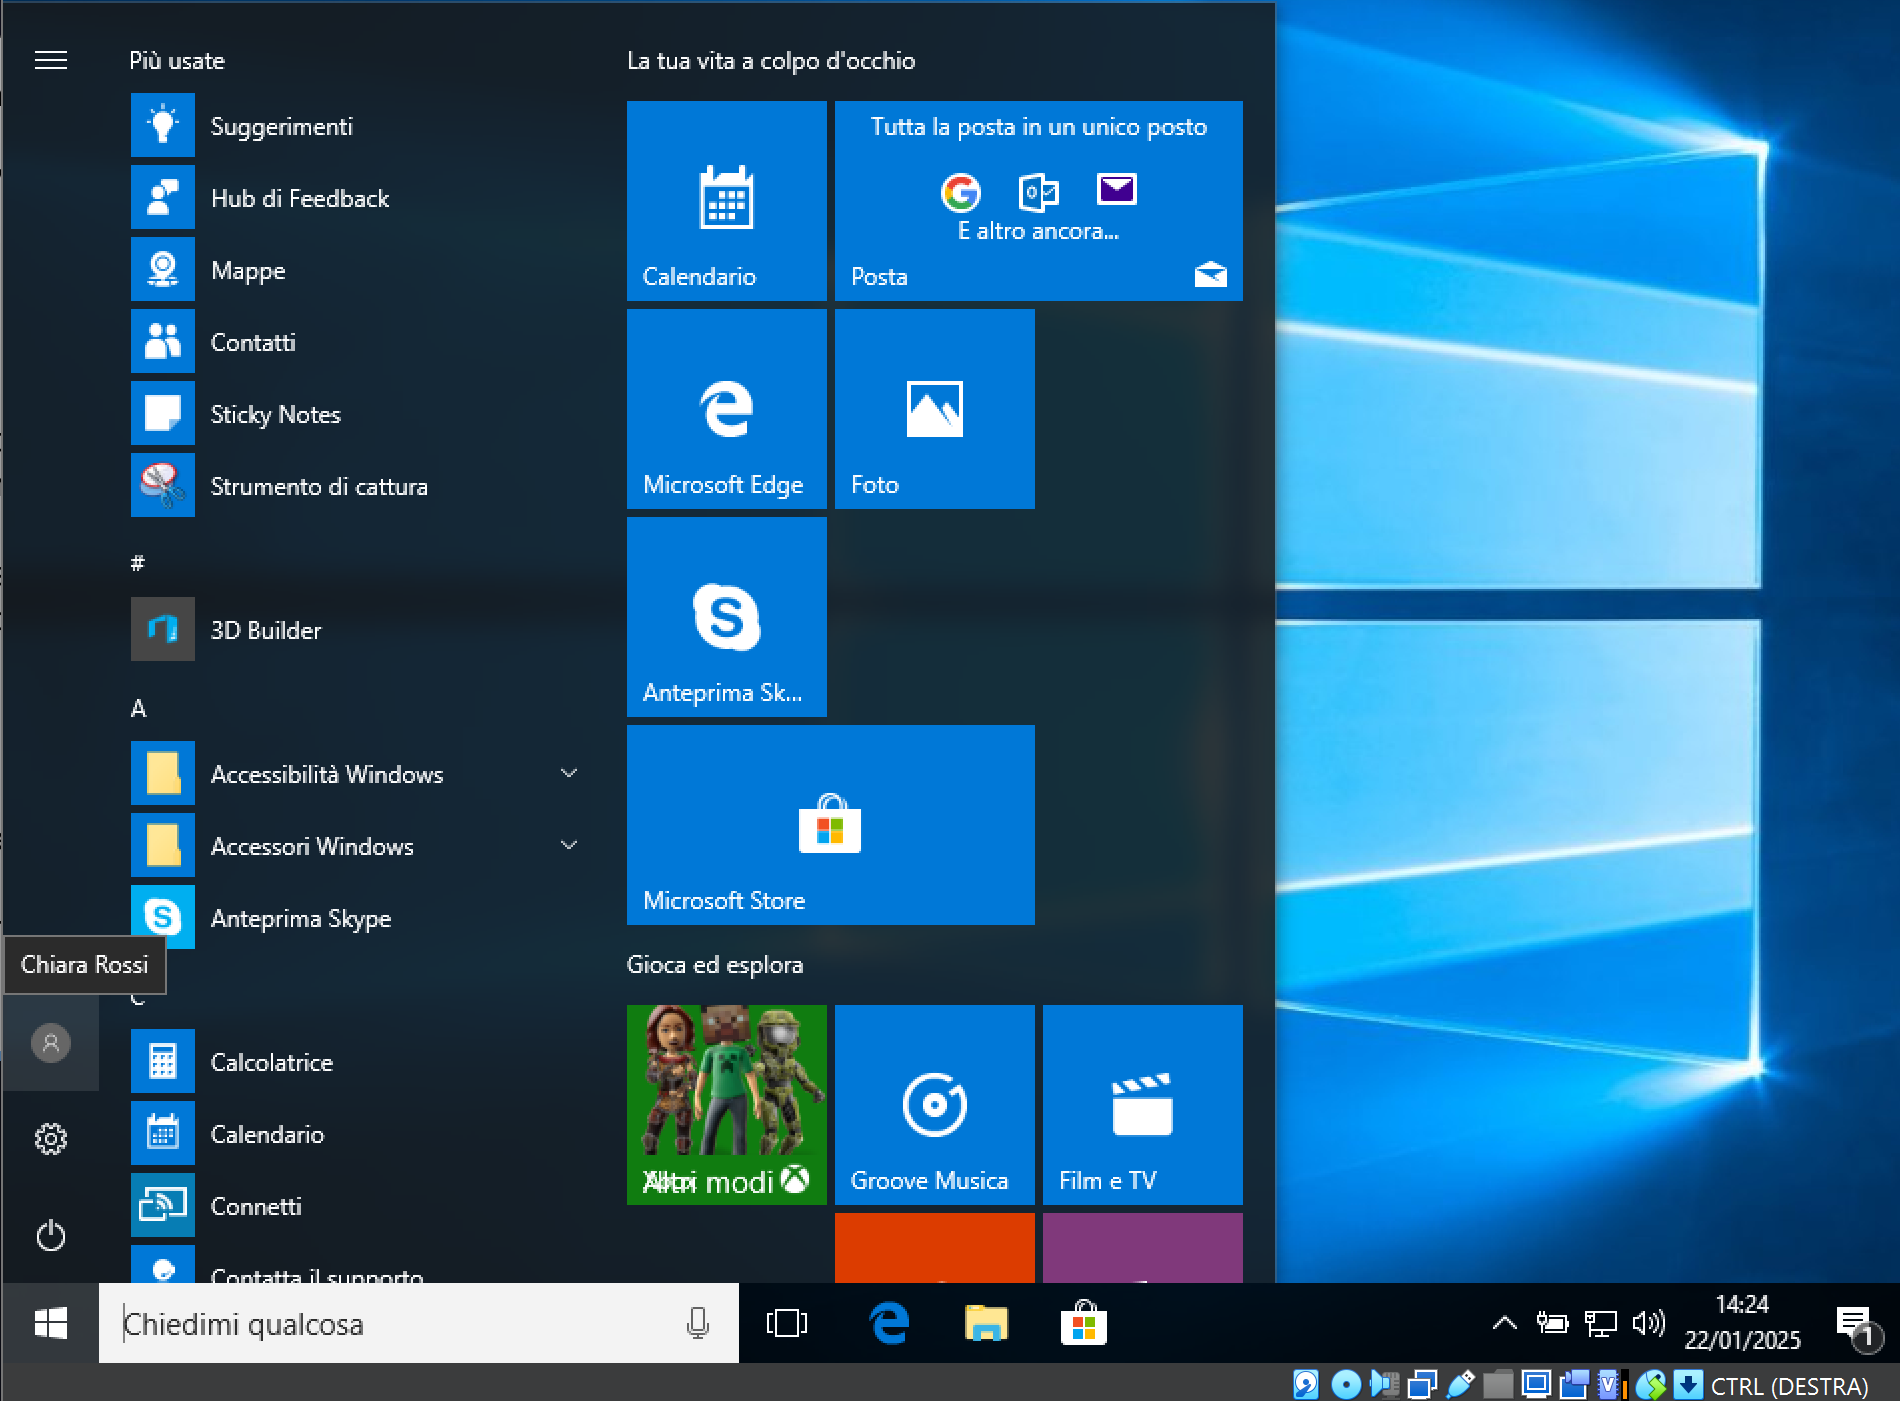 Più usate
Suggerimenti
Hub di Feedback
Mappe
Contatti
Sticky Notes
Strumento di cattura
#
3D Builder
A
Accessibilità Windows
Accessori Windows
Anteprima Skype
Chiara Rossi
C
Calcolatrice
Calendario
Connetti
Contatta il supporto
La tua vita a colpo d'occhio
Calendario
Tutta la posta in un unico posto
E altro ancora...
Posta
Microsoft Edge
Foto
Anteprima Sk...
Microsoft Store
Gioca ed esplora
Altri modi
Groove Musica
Film e TV
Chiedimi qualcosa
14:24
22/01/2025
1
CTRL (DESTRA)